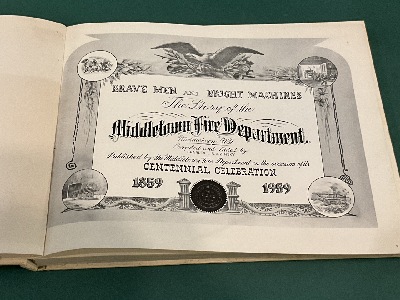 BRAVE MEN AND BRIGHT MACHINES
The Story of the
Middletown Fire Department.
Published by the Middletown Fire Department on the occasion of its
CENTENNIAL CELEBRATION
1859 1959